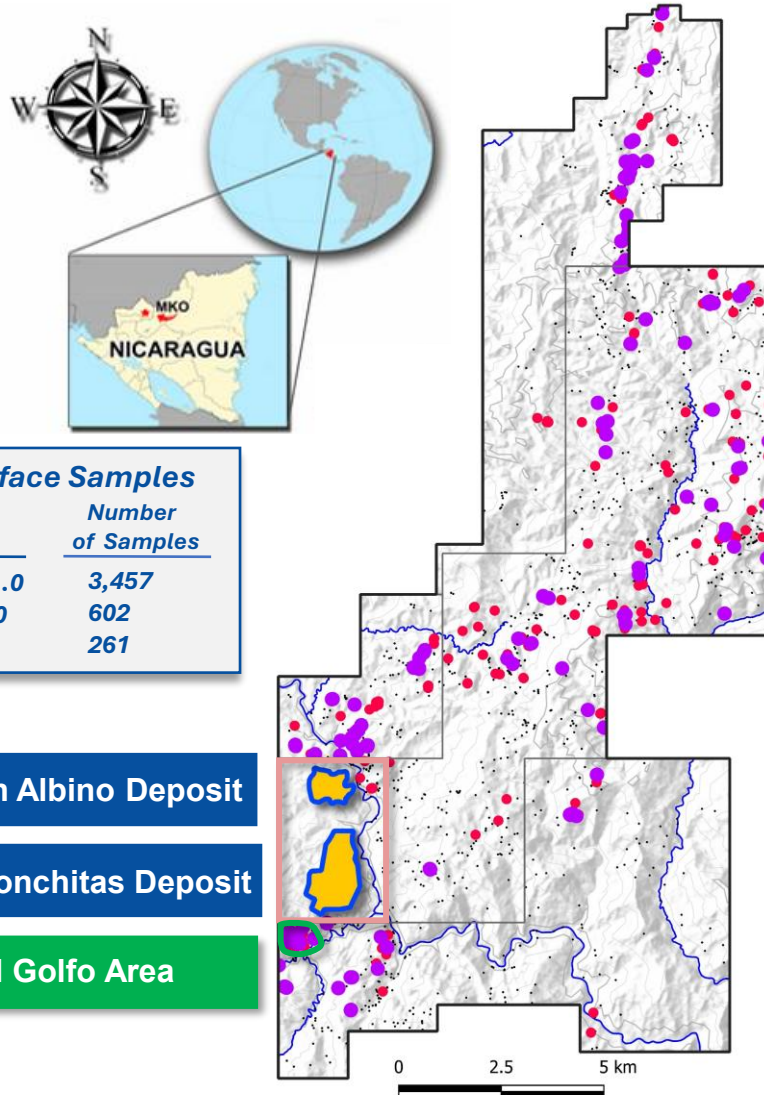 N
W E
S
MKO
NICARAGUA
face Samples
Number
of Samples
.0 3,457
0 602
261
n Albino Deposit
onchitas Deposit
l Golfo Area
0 2.5 5 km